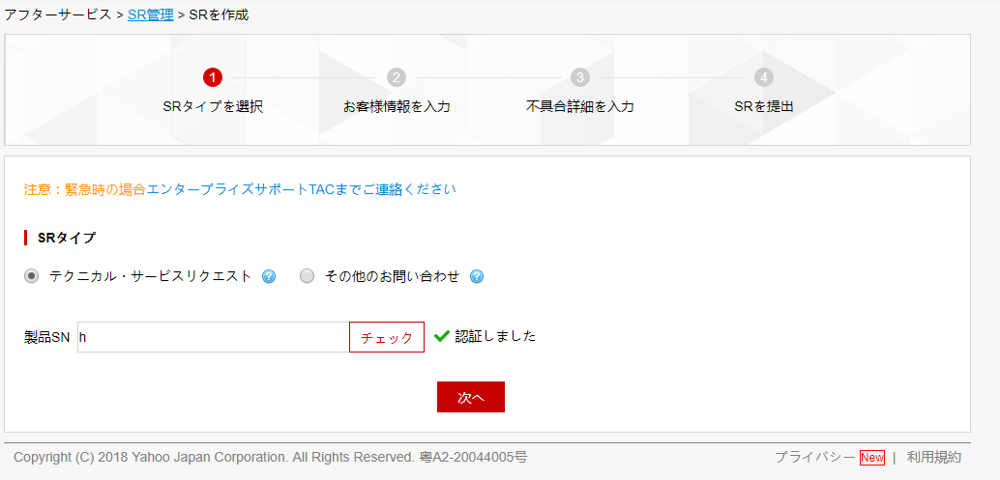 アフターサービス > SR管理 > SRを作成
1 2 3 4
SRタイプを選択 お客様情報を入力 不具合詳細を入力 SRを提出
注意：緊急時の場合エンタープライズサポートTACまでご連絡ください
SRタイプ
テクニカル・サービスリクエスト ? その他のお問い合わせ ?
製品SN h チェック 認証しました
次へ
Copyright (C) 2018 Yahoo Japan Corporation. All Rights Reserved. 粤A2-20044005号 プライバシー New | 利用規約